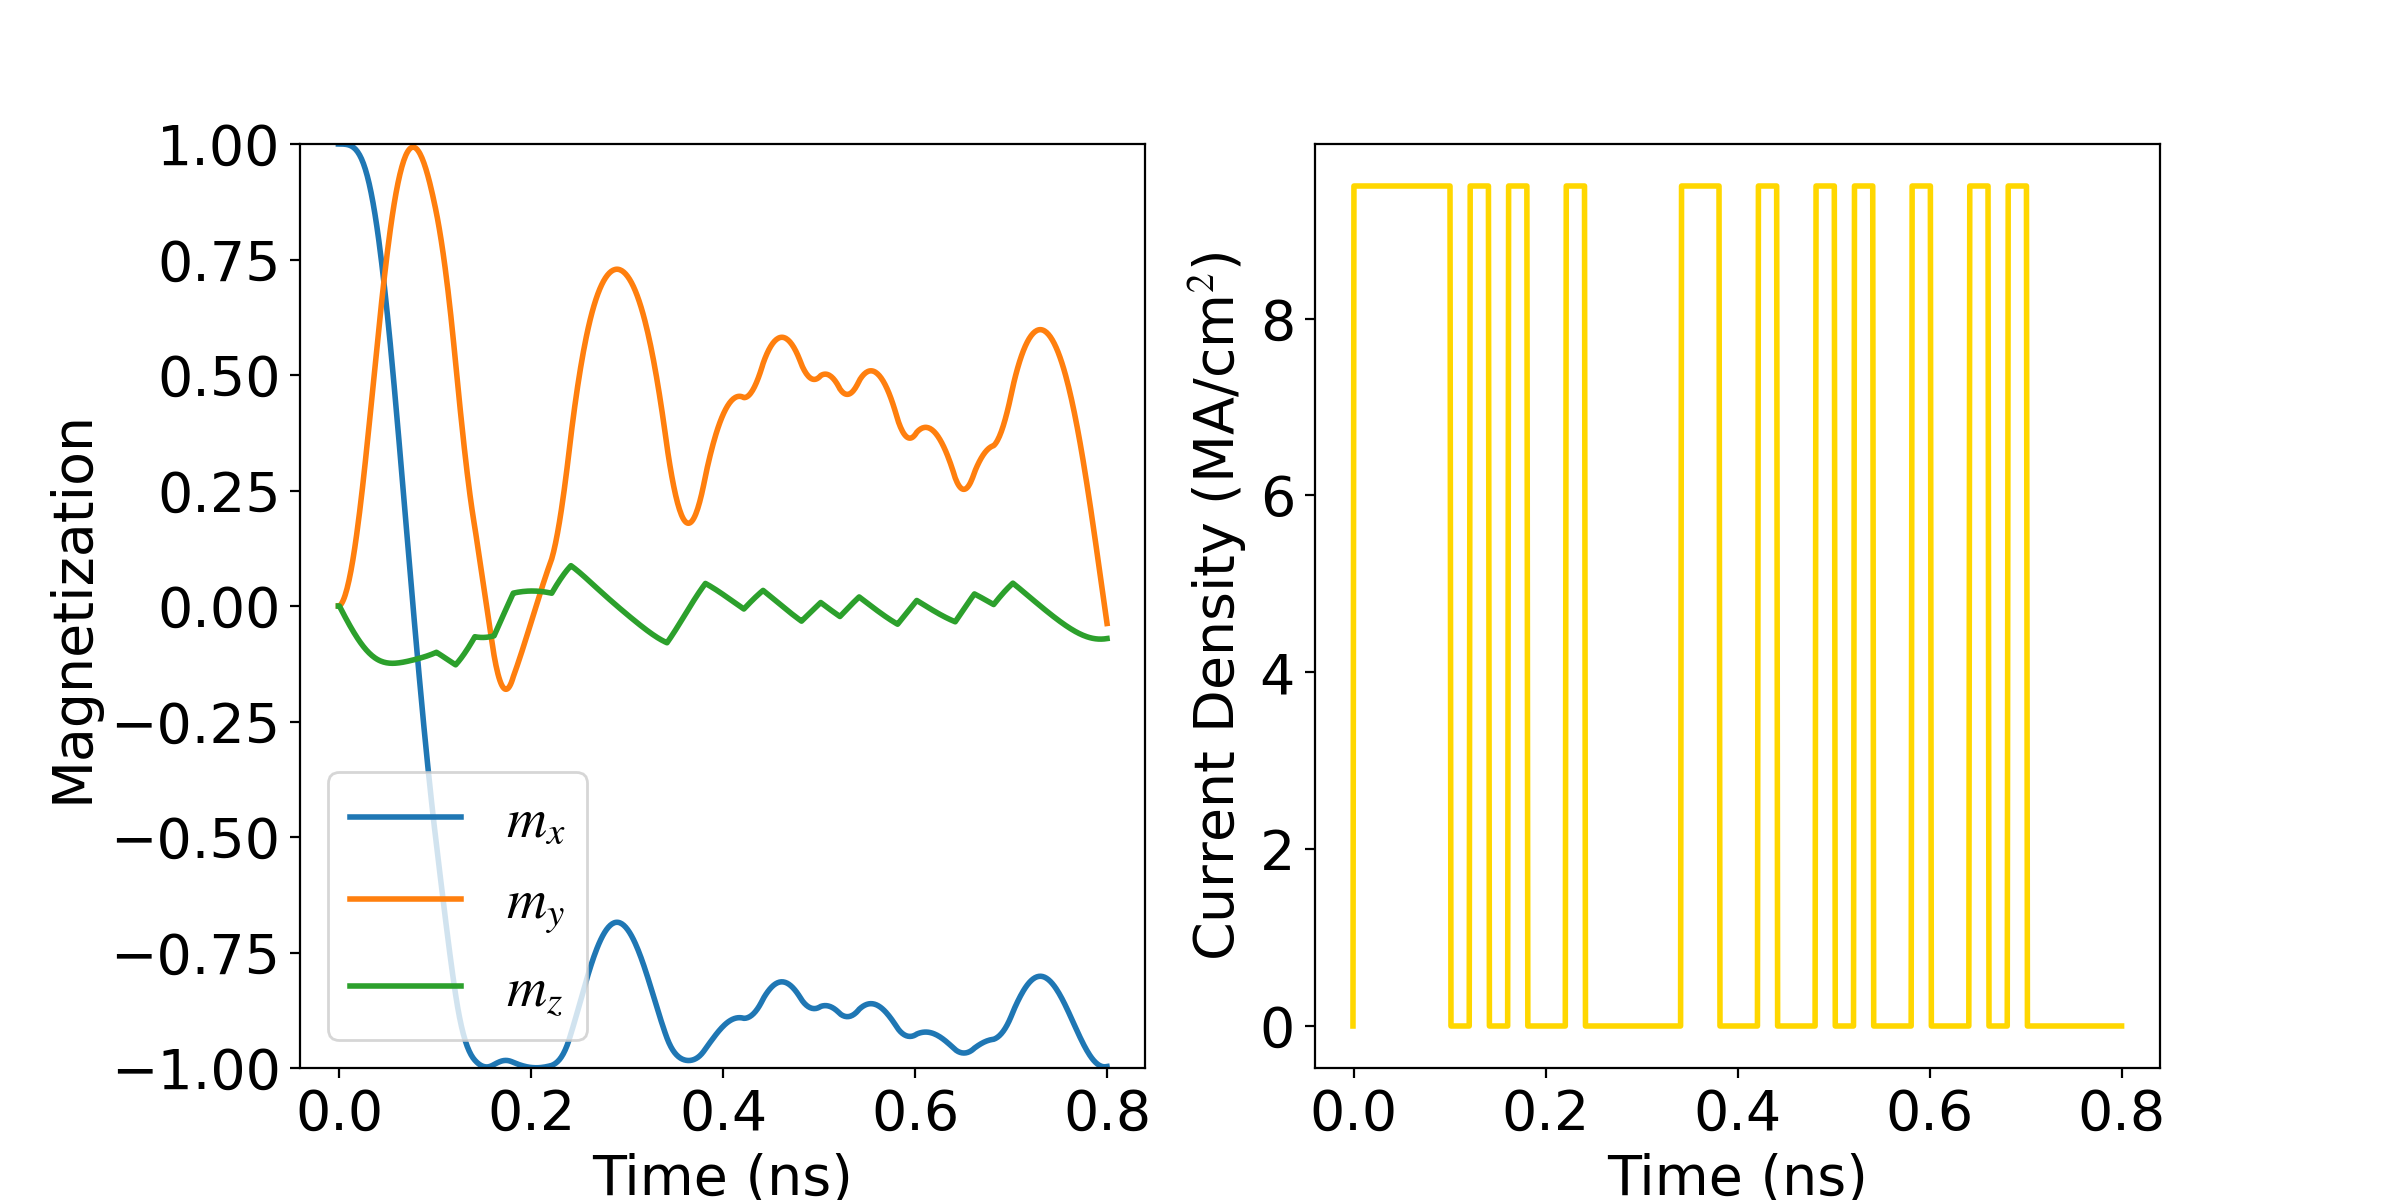 Magnetization
1.00
0.75
0.50
0.25
0.00
−0.25
−0.50
−0.75
−1.00
m_x
m_y
m_z
0.0 0.2 0.4 0.6 0.8
Time (ns)
Current Density (MA/cm²)
8
6
4
2
0
0.0 0.2 0.4 0.6 0.8
Time (ns)